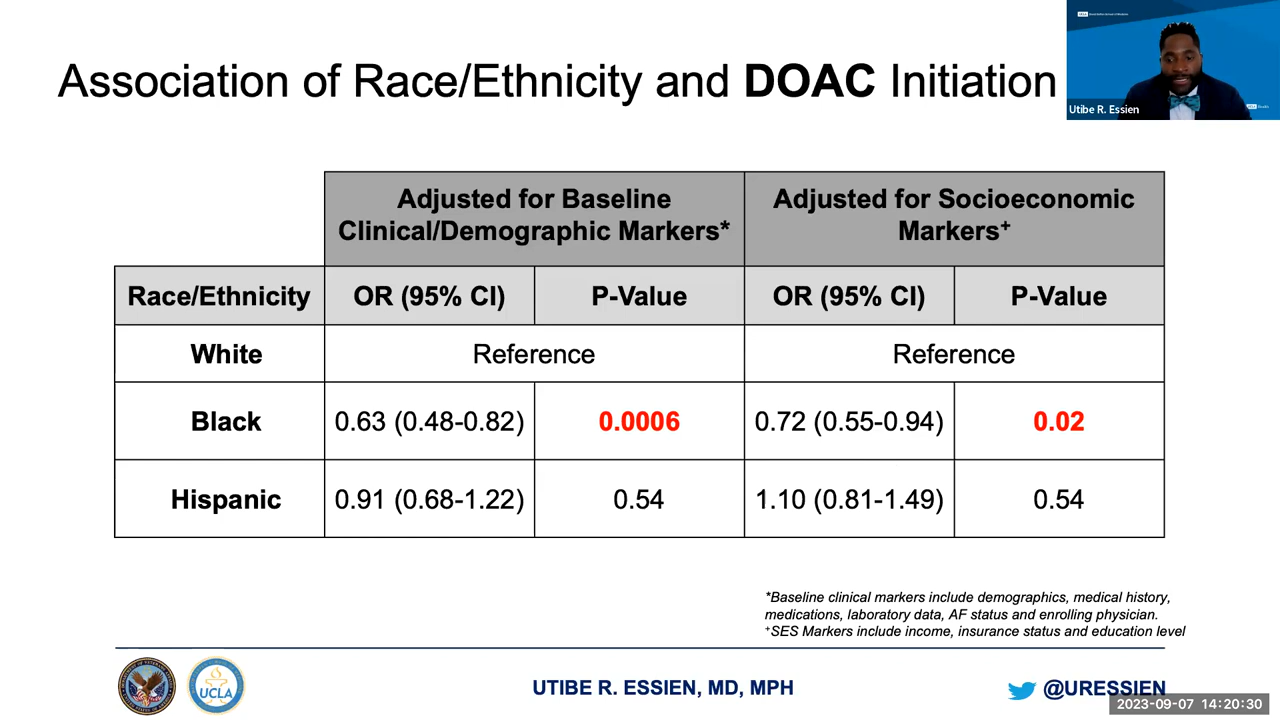 Association of Race/Ethnicity and DOAC Initiation
Utibe R. Essien
Adjusted for Baseline
Clinical/Demographic Markers*
Adjusted for Socioeconomic
Markers+
Race/Ethnicity
OR (95% CI)
P-Value
OR (95% CI)
P-Value
White
Reference
Reference
Black
0.63 (0.48-0.82)
0.0006
0.72 (0.55-0.94)
0.02
Hispanic
0.91 (0.68-1.22)
0.54
1.10 (0.81-1.49)
0.54
*Baseline clinical markers include demographics, medical history,
medications, laboratory data, AF status and enrolling physician.
+SES Markers include income, insurance status and education level
UCLA
UTIBE R. ESSIEN, MD, MPH
@URESSIEN
2023-09-07 14:20:30